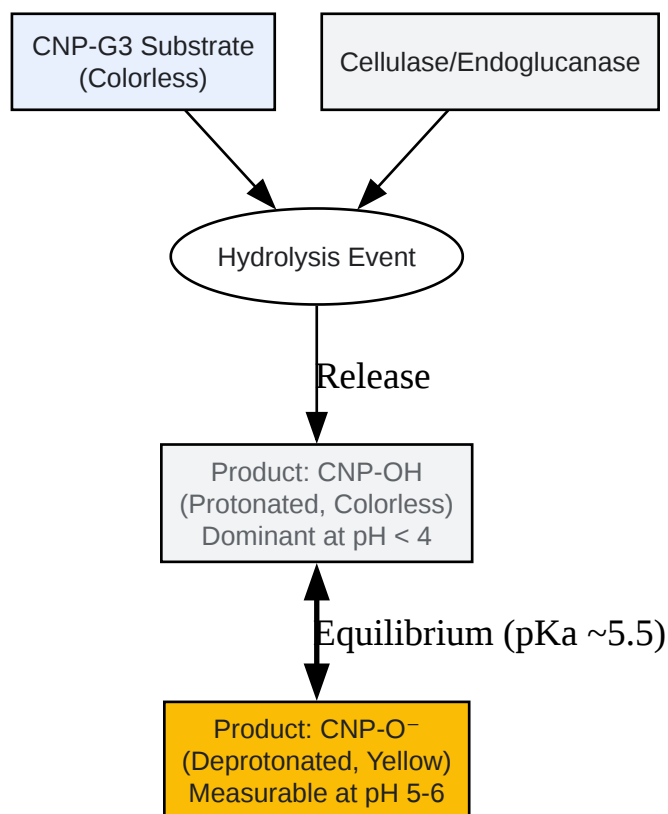 CNP-G3 Substrate
(Colorless)
Cellulase/Endoglucanase
Hydrolysis Event
Release
Product: CNP-OH
(Protonated, Colorless)
Dominant at pH < 4
Equilibrium (pKa ~5.5)
Product: CNP-O⁻
(Deprotonated, Yellow)
Measurable at pH 5-6